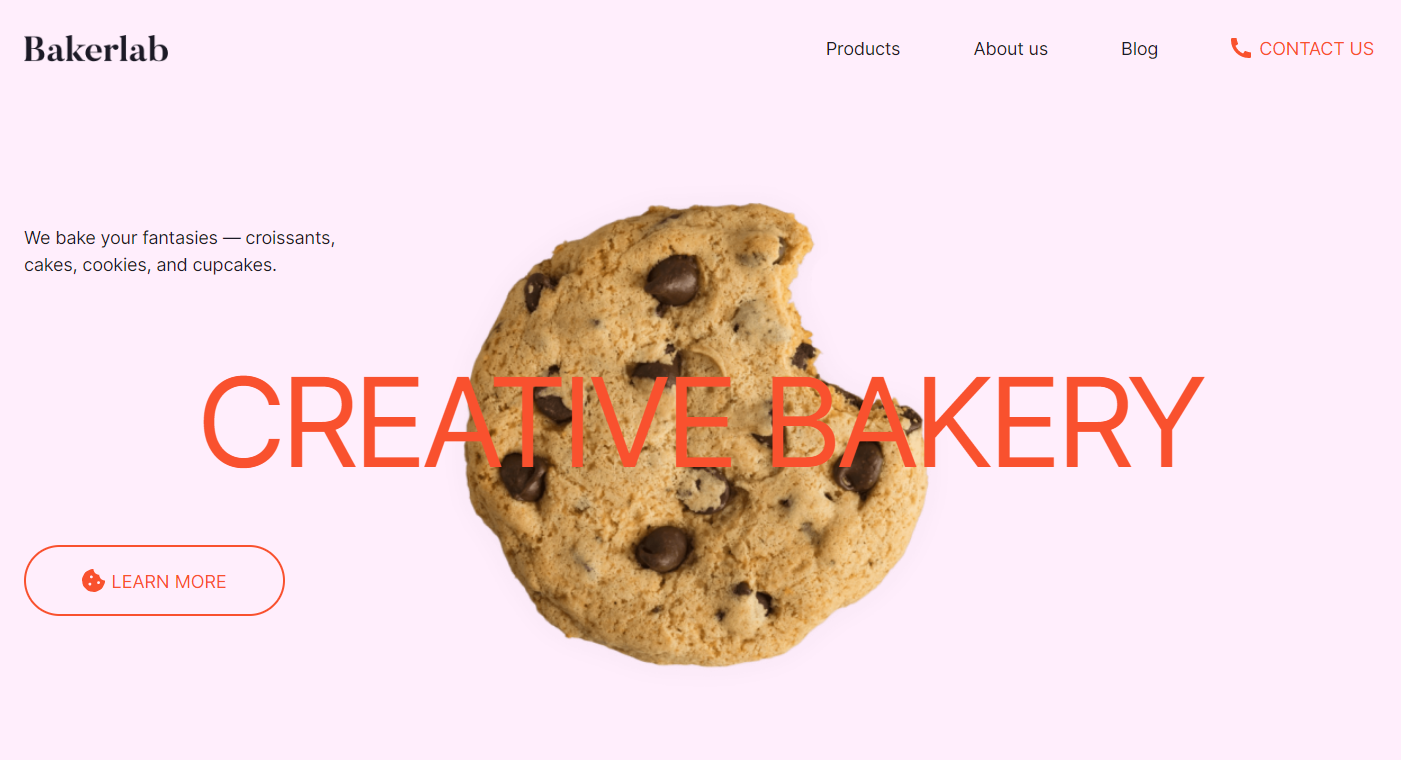 Bakerlab
Products
About us
Blog
CONTACT US
We bake your fantasies — croissants,
cakes, cookies, and cupcakes.
CREATIVE BAKERY
LEARN MORE